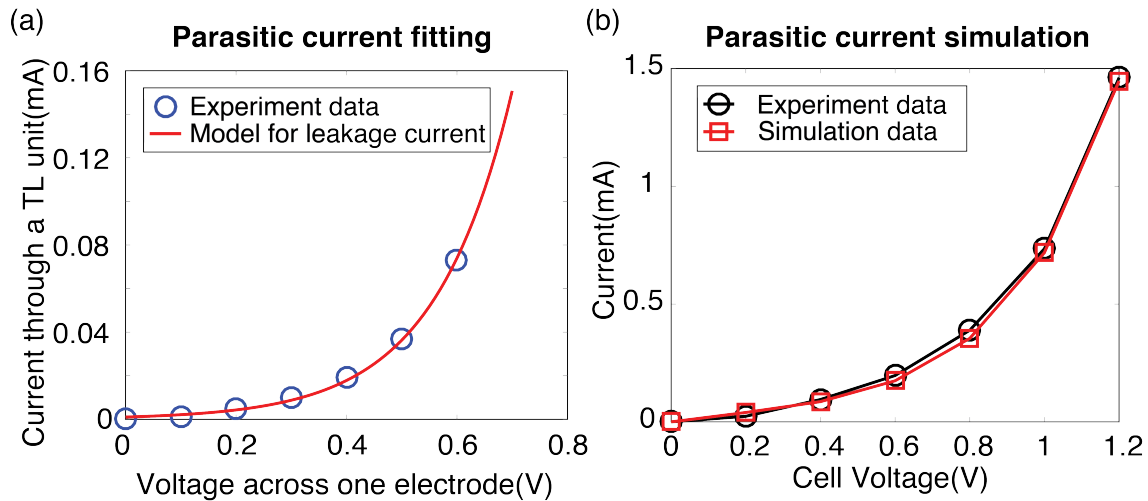 (a)
Parasitic current fitting
Current through a TL unit(mA)
0.16
0.12
0.08
0.04
0
Experiment data
Model for leakage current
0 0.2 0.4 0.6 0.8
Voltage across one electrode(V)
(b)
Parasitic current simulation
Current(mA)
1.5
1
0.5
0
Experiment data
Simulation data
0 0.2 0.4 0.6 0.8 1 1.2
Cell Voltage(V)